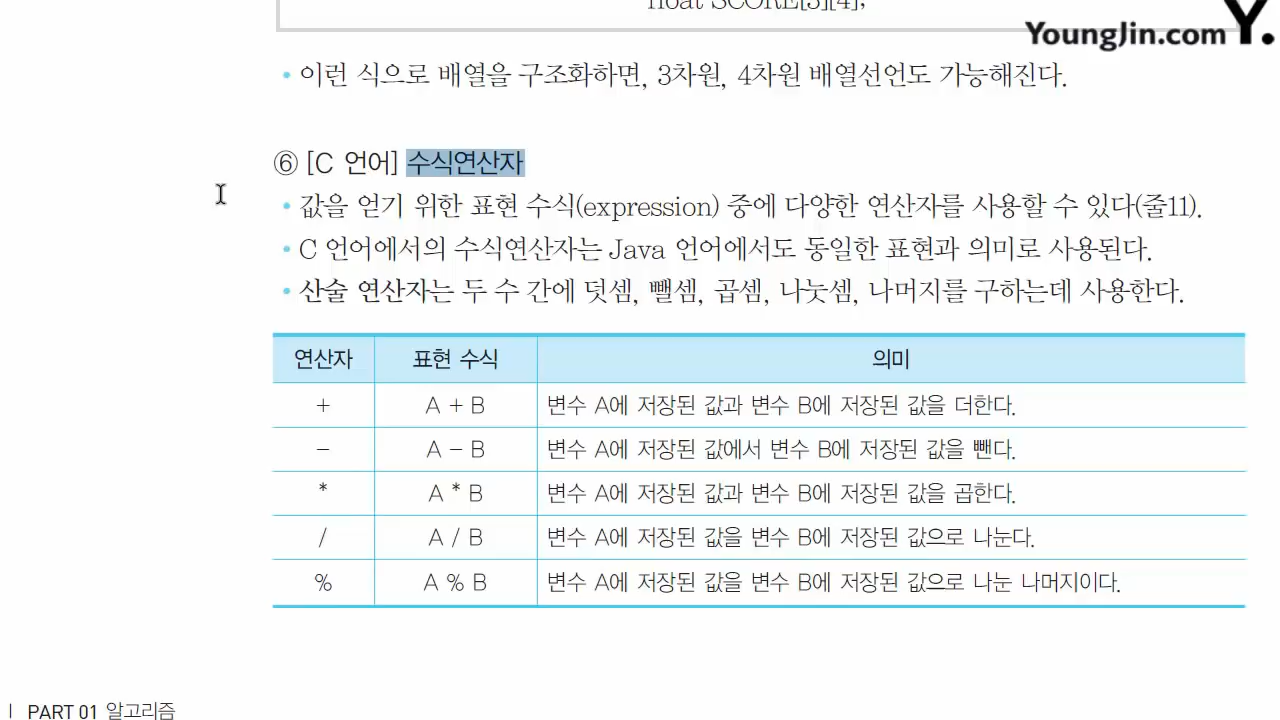 float SCORE[3][4];
YoungJin.com Y.
• 이런 식으로 배열을 구조화하면, 3차원, 4차원 배열선언도 가능해진다.
⑥ [C 언어] 수식연산자
• 값을 얻기 위한 표현 수식(expression) 중에 다양한 연산자를 사용할 수 있다(줄11).
• C 언어에서의 수식연산자는 Java 언어에서도 동일한 표현과 의미로 사용된다.
• 산술 연산자는 두 수 간에 덧셈, 뺄셈, 곱셈, 나눗셈, 나머지를 구하는데 사용한다.
연산자 표현 수식 의미
+ A + B 변수 A에 저장된 값과 변수 B에 저장된 값을 더한다.
− A − B 변수 A에 저장된 값에서 변수 B에 저장된 값을 뺀다.
* A * B 변수 A에 저장된 값과 변수 B에 저장된 값을 곱한다.
/ A / B 변수 A에 저장된 값을 변수 B에 저장된 값으로 나눈다.
% A % B 변수 A에 저장된 값을 변수 B에 저장된 값으로 나눈 나머지이다.
| PART 01 알고리즘